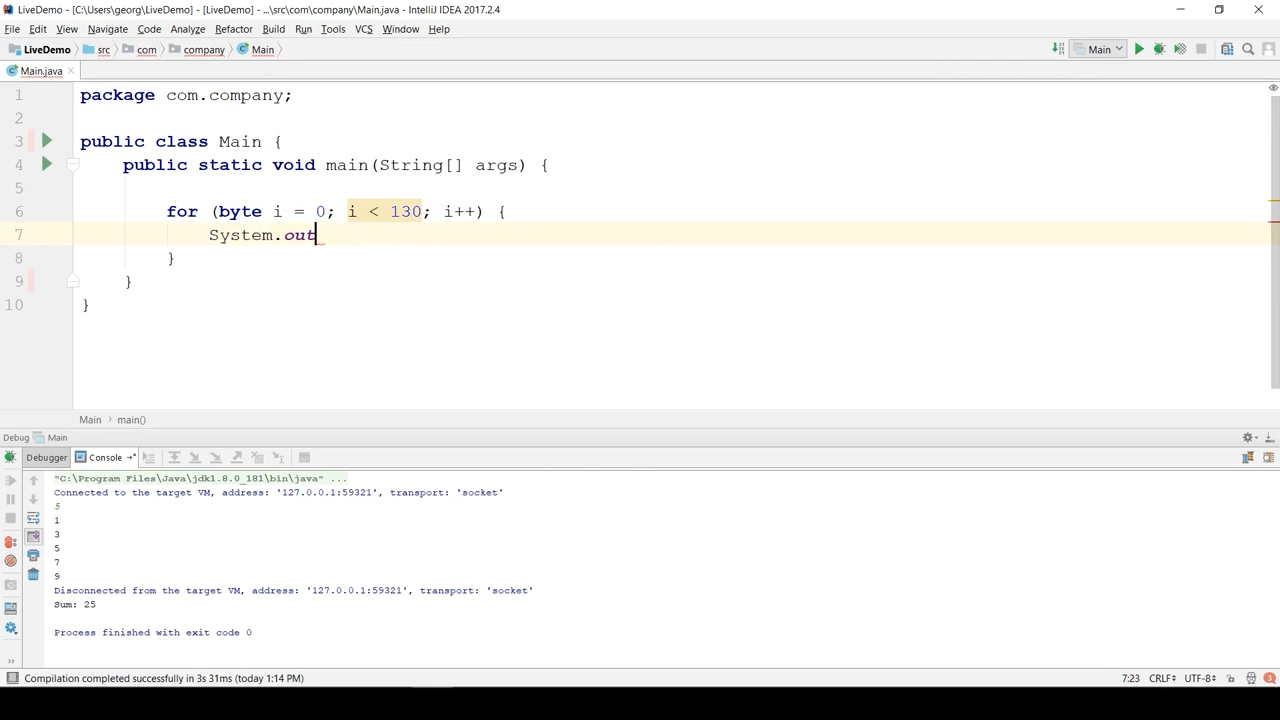 LiveDemo - [C:\Users\georg\LiveDemo] - [LiveDemo] - ...\src\com\company\Main.java - IntelliJ IDEA 2017.2.4
File Edit View Navigate Code Analyze Refactor Build Run Tools VCS Window Help
LiveDemo src com company Main Main
Main.java
1 package com.company;
2
3 public class Main {
4 public static void main(String[] args) {
5
6 for (byte i = 0; i < 130; i++) {
7 System.out
8 }
9 }
10 }
Main main()
Debug Main
Debugger Console
"C:\Program Files\Java\jdk1.8.0_181\bin\java" ...
Connected to the target VM, address: '127.0.0.1:59321', transport: 'socket'
5
1
3
5
7
9
Disconnected from the target VM, address: '127.0.0.1:59321', transport: 'socket'
Sum: 25
Process finished with exit code 0
Compilation completed successfully in 3s 31ms (today 1:14 PM) 7:23 CRLF UTF-8 3